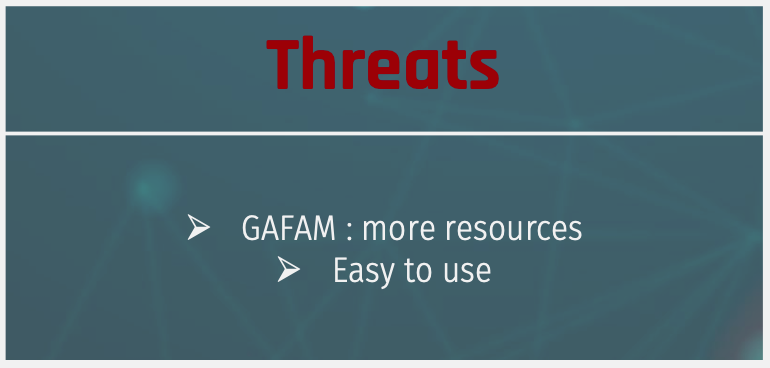 Threats
➢ GAFAM : more resources
➢ Easy to use